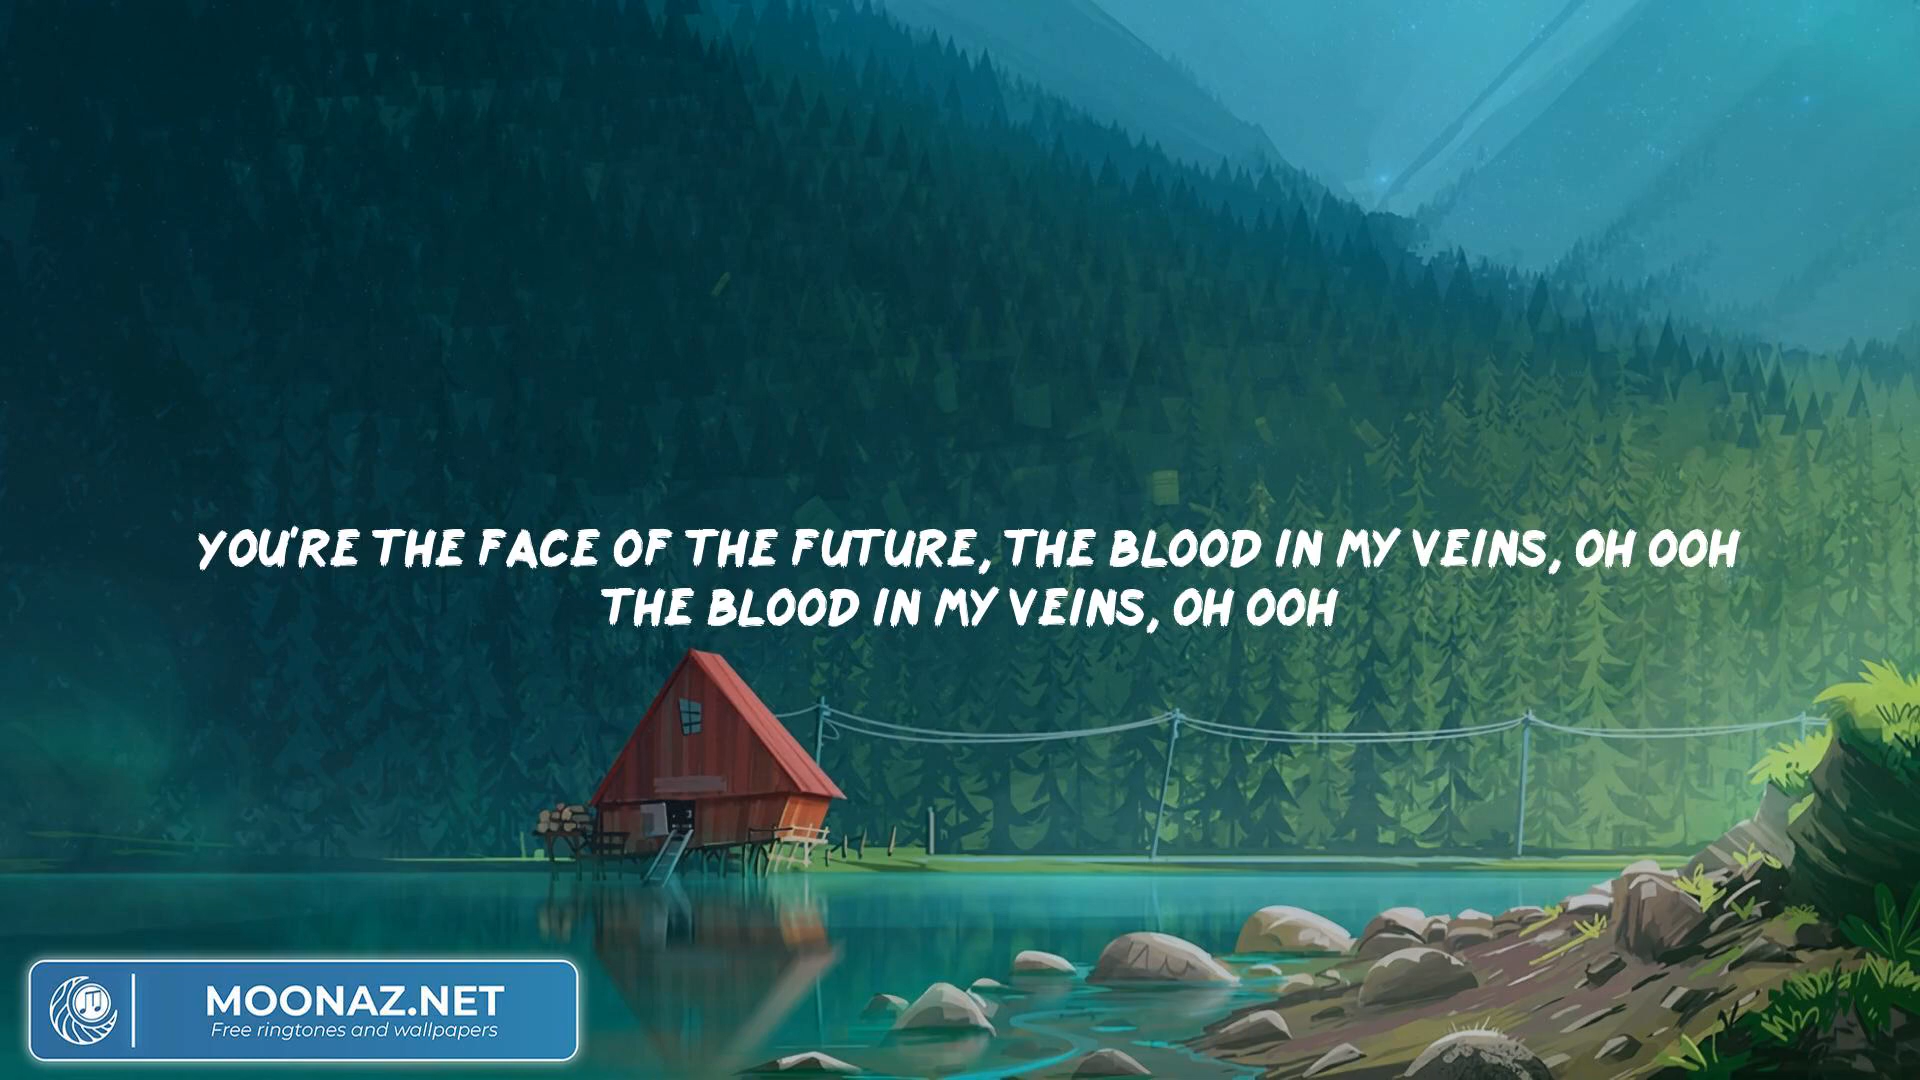 YOU'RE THE FACE OF THE FUTURE, THE BLOOD IN MY VEINS, OH OOH
THE BLOOD IN MY VEINS, OH OOH
MOONAZ.NET
Free ringtones and wallpapers